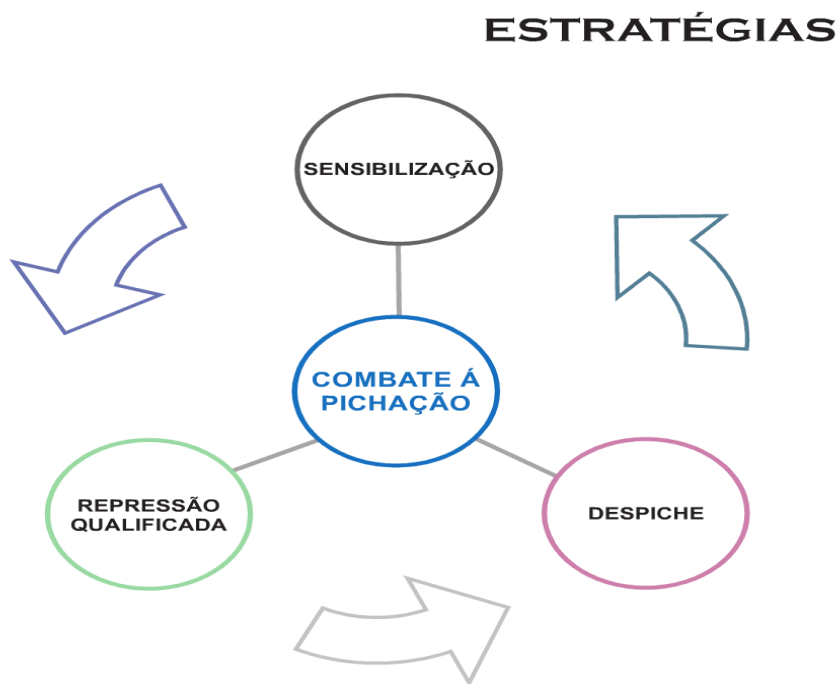 ESTRATÉGIAS
SENSIBILIZAÇÃO
COMBATE Á
PICHAÇÃO
REPRESSÃO
QUALIFICADA
DESPICHE